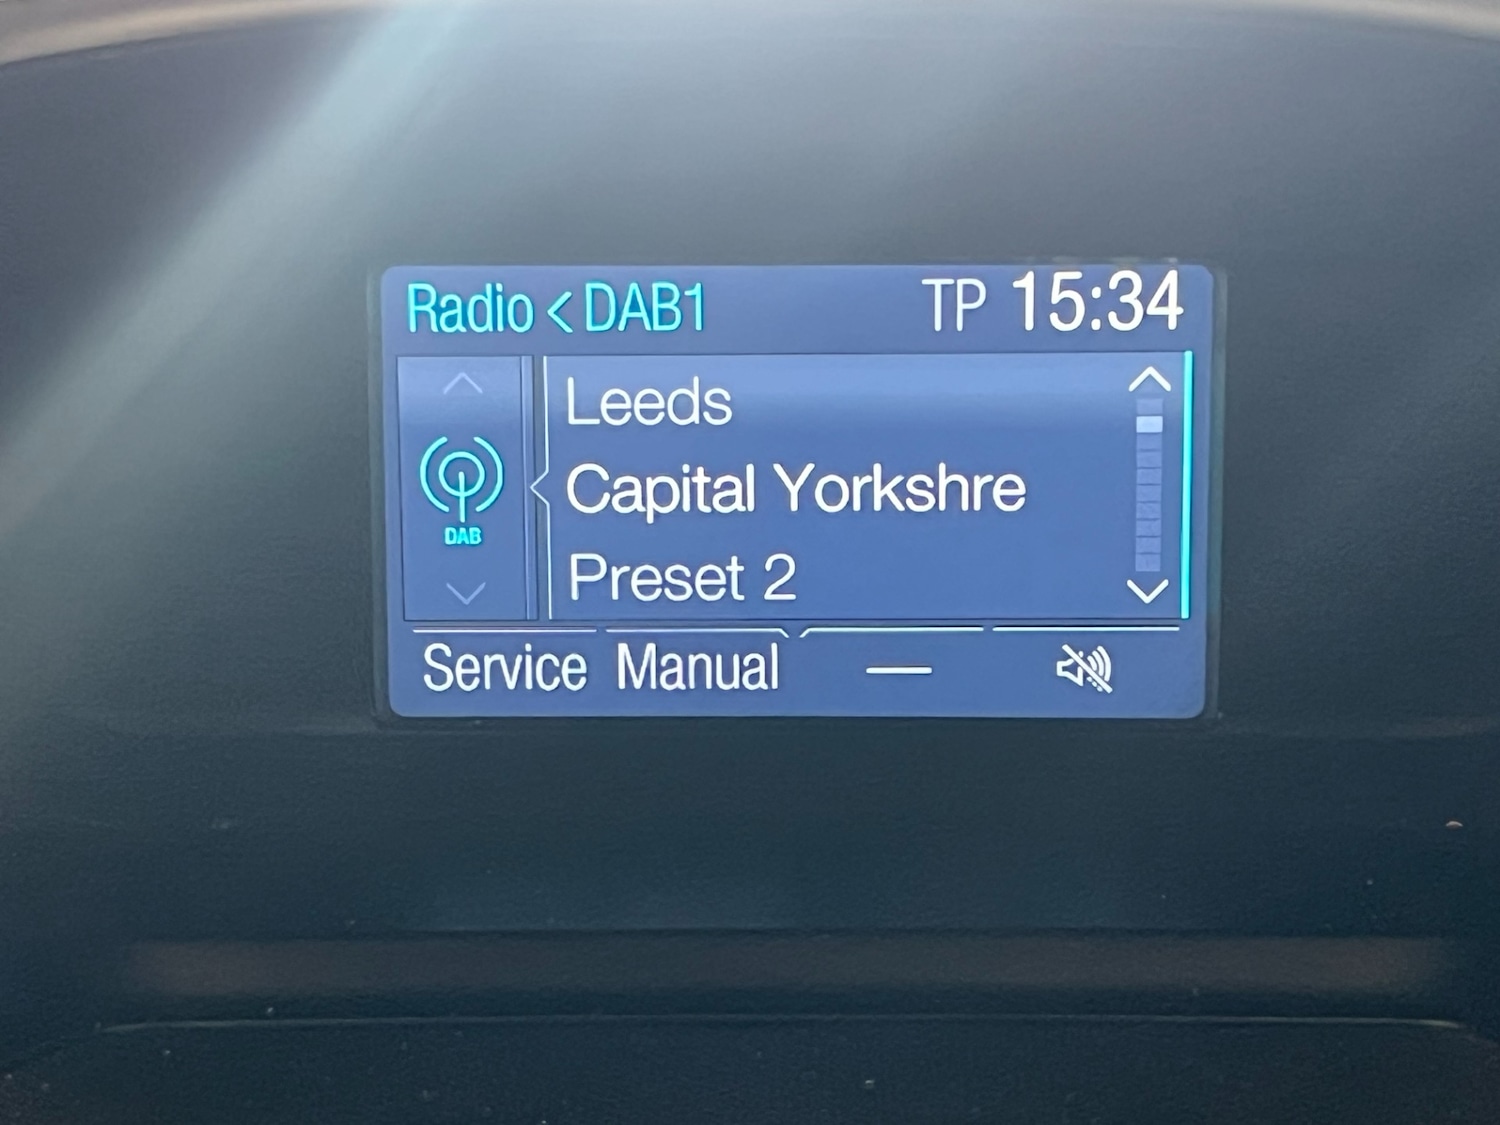 Radio < DAB1 TP 15:34
Leeds
Capital Yorkshre
DAB
Preset 2
Service Manual —